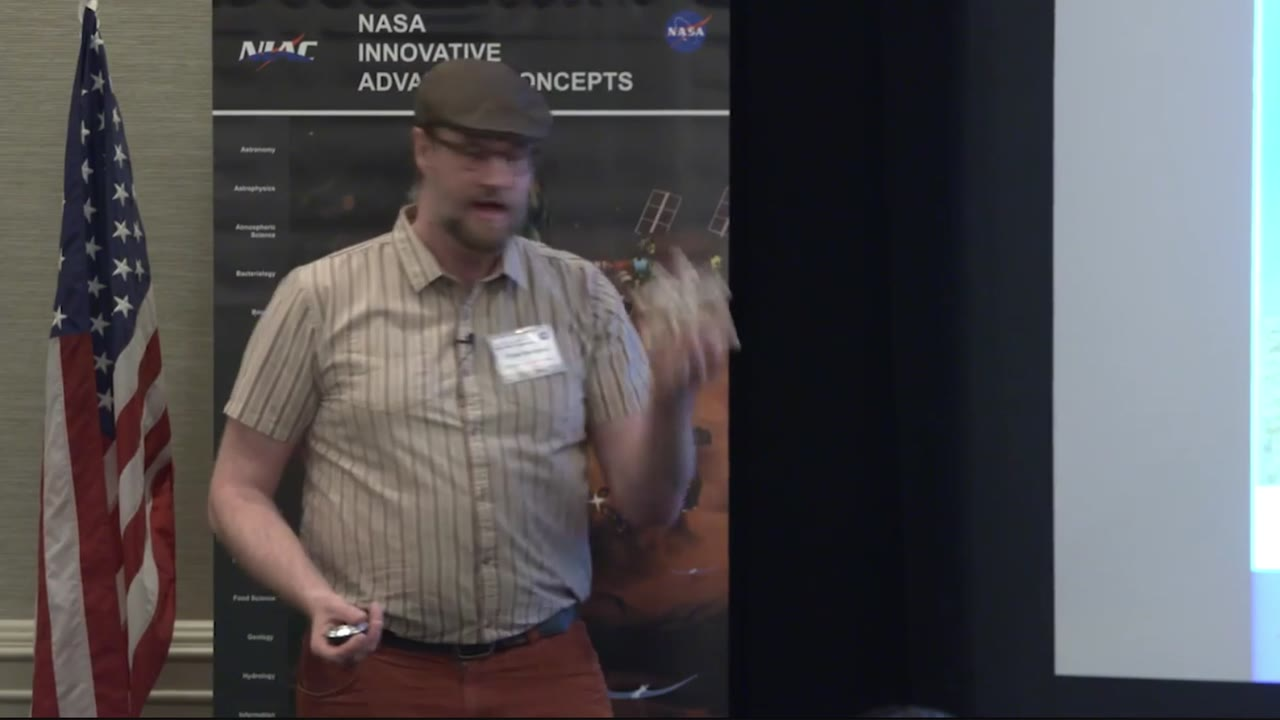 NIAC
NASA
INNOVATIVE
ADVA ONCEPTS
NASA
Astronomy
Astrophysics
Atmospheric
Science
Bacteriology
Food Science
Geology
Hydrology
Information